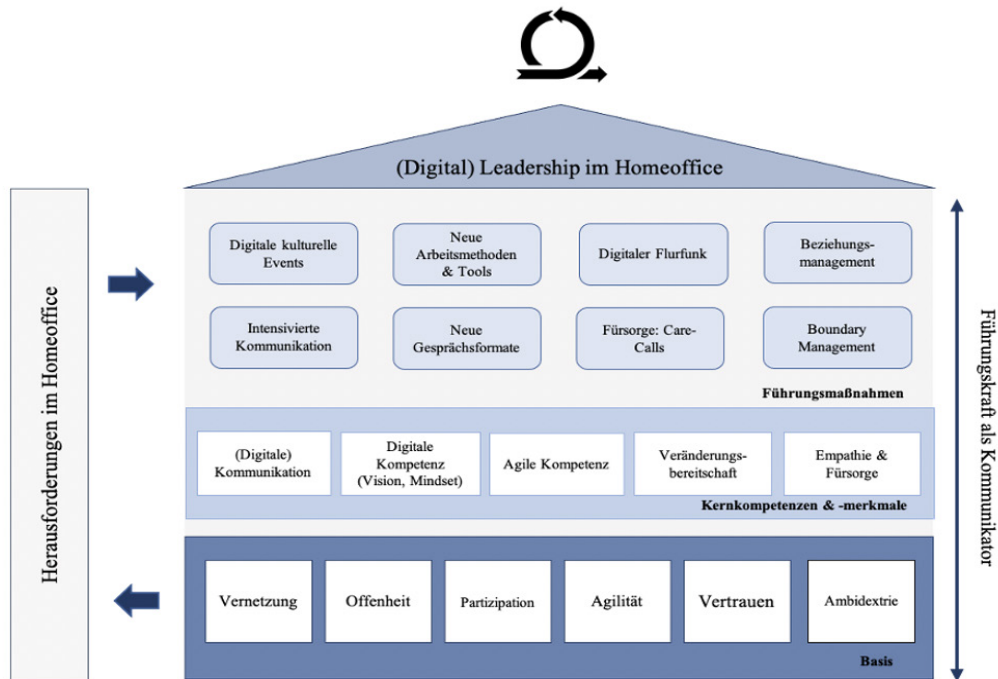 (Digital) Leadership im Homeoffice
Herausforderungen im Homeoffice
Digitale kulturelle
Events
Neue
Arbeitsmethoden
& Tools
Digitaler Flurfunk
Beziehungs-
management
Intensivierte
Kommunikation
Neue
Gesprächsformate
Fürsorge: Care-
Calls
Boundary
Management
Führungsmaßnahmen
(Digitale)
Kommunikation
Digitale
Kompetenz
(Vision, Mindset)
Agile Kompetenz
Veränderungs-
bereitschaft
Empathie &
Fürsorge
Kernkompetenzen & -merkmale
Vernetzung
Offenheit
Partizipation
Agilität
Vertrauen
Ambidextrie
Basis
Führungskraft als Kommunikator